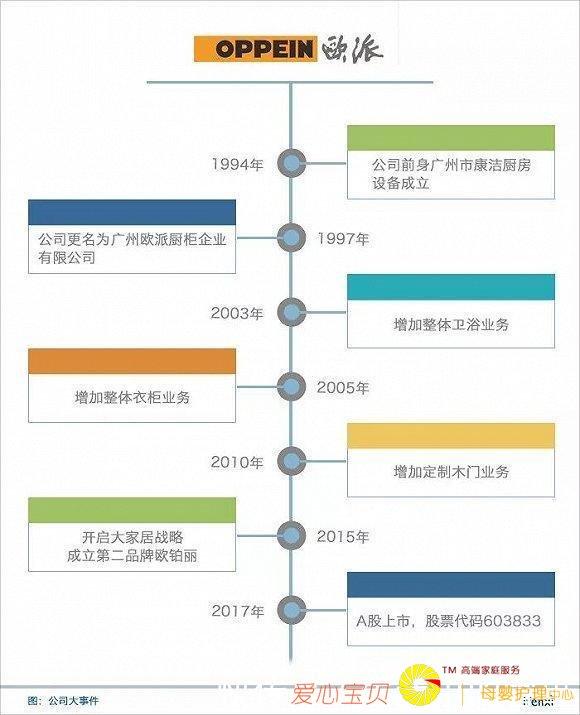 OPPEIN 欧派
1994年
公司前身广州市康洁厨房
设备成立
公司更名为广州欧派厨柜企业
有限公司
1997年
2003年
增加整体卫浴业务
增加整体衣柜业务
2005年
2010年
增加定制木门业务
开启大家居战略
成立第二品牌欧铂丽
2015年
2017年
A股上市，股票代码603833
TM 高端家庭服务
爱心宝贝
母婴护理中心
图：公司大事件